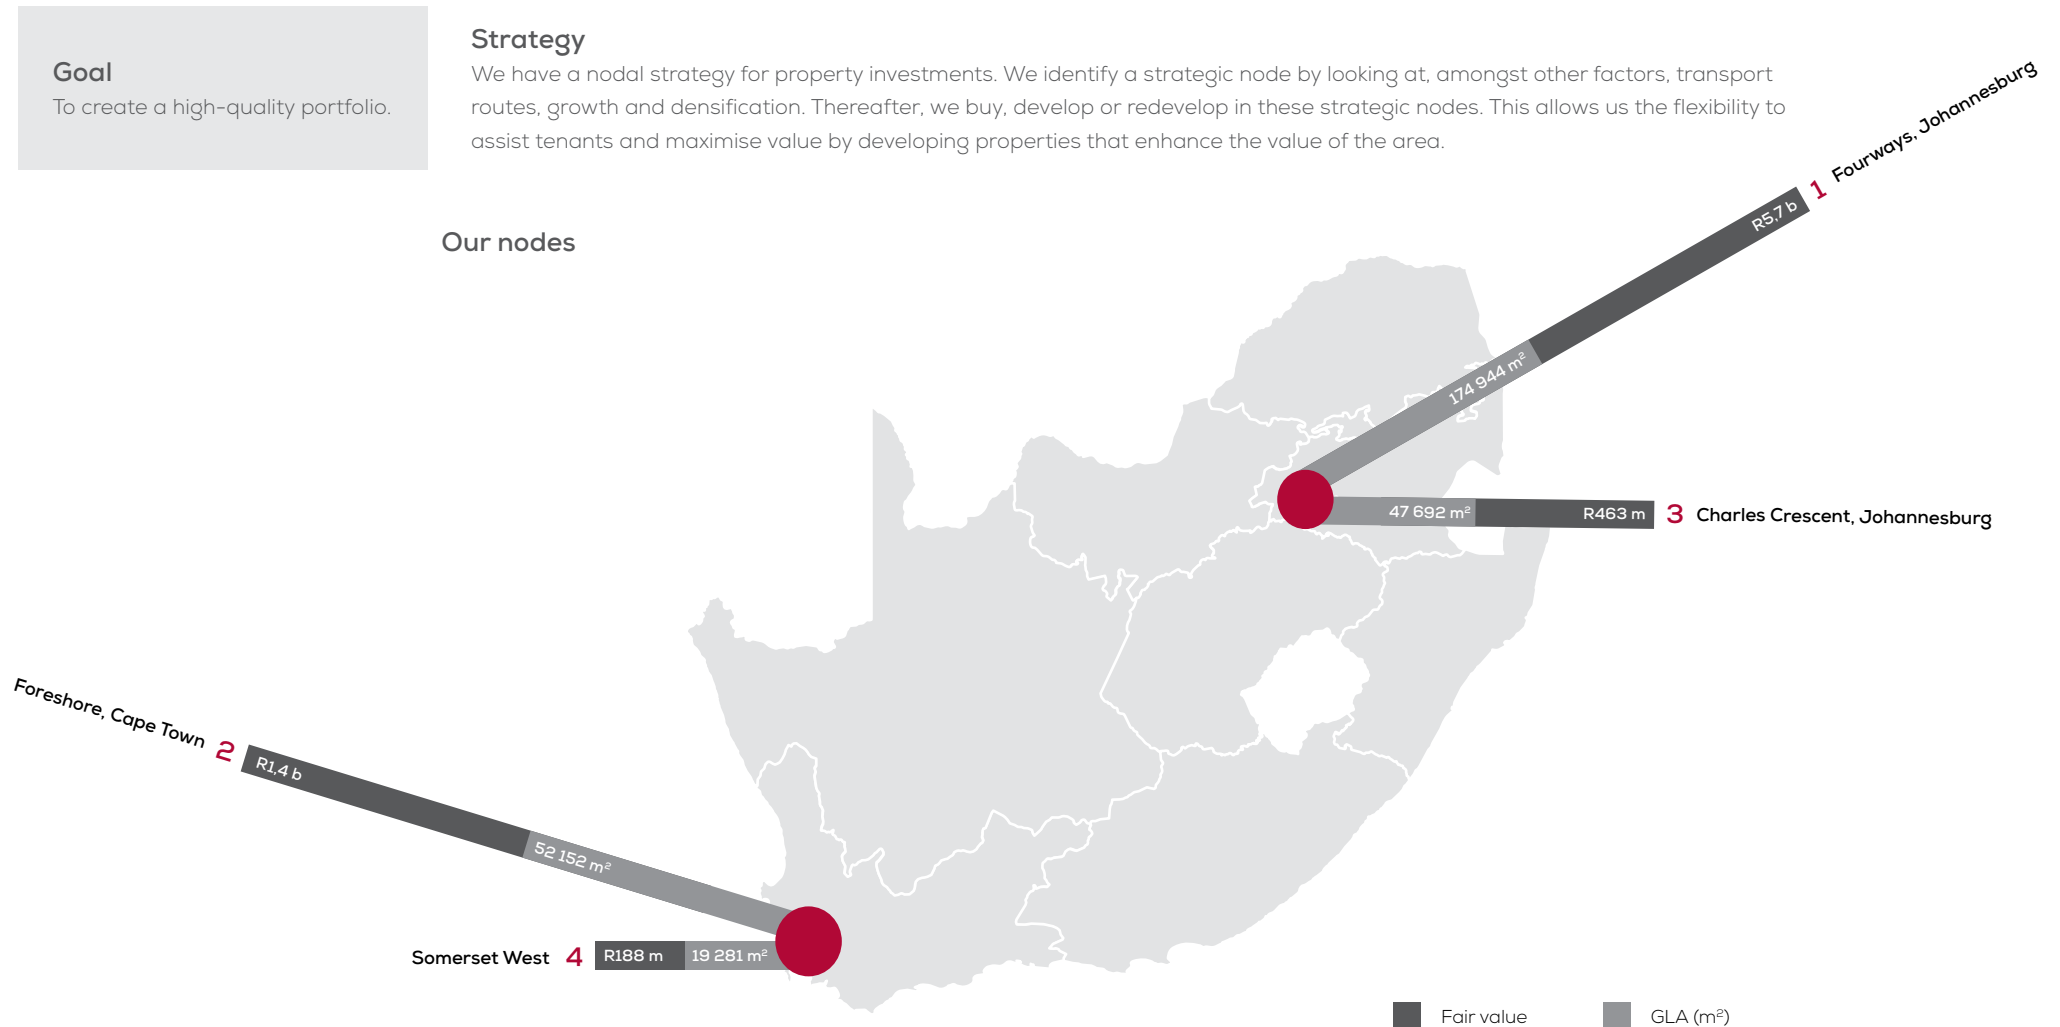 Goal
To create a high-quality portfolio.
Strategy
We have a nodal strategy for property investments. We identify a strategic node by looking at, amongst other factors, transport
routes, growth and densification. Thereafter, we buy, develop or redevelop in these strategic nodes. This allows us the flexibility to
assist tenants and maximise value by developing properties that enhance the value of the area.
Our nodes
1 Fourways, Johannesburg
R5,7 b
174 944 m²
47 692 m² R463 m 3 Charles Crescent, Johannesburg
Foreshore, Cape Town 2
R1,4 b
52 152 m²
Somerset West 4 R188 m 19 281 m²
Fair value GLA (m²)